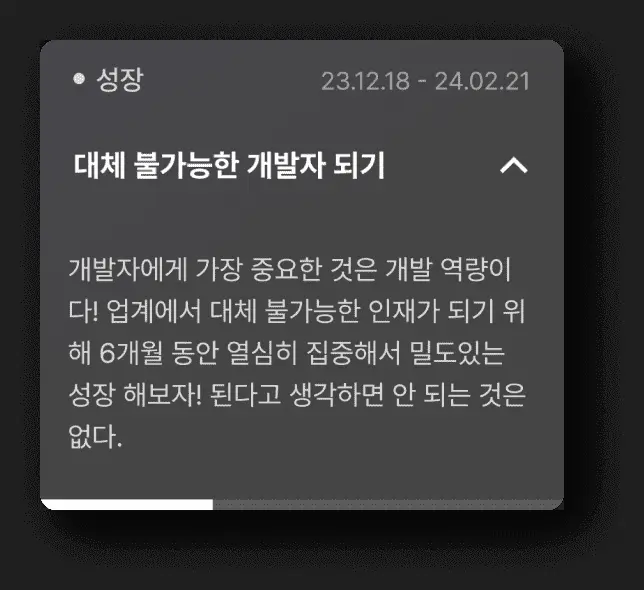 • 성장 23.12.18 - 24.02.21
대체 불가능한 개발자 되기
개발자에게 가장 중요한 것은 개발 역량이
다! 업계에서 대체 불가능한 인재가 되기 위
해 6개월 동안 열심히 집중해서 밀도있는
성장 해보자! 된다고 생각하면 안 되는 것은
없다.